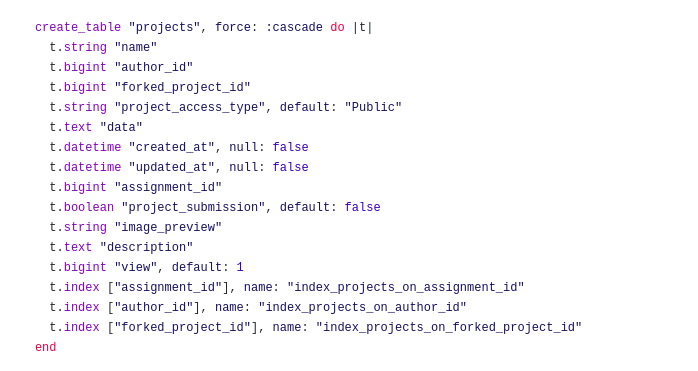 create_table "projects", force: :cascade do |t|
  t.string "name"
  t.bigint "author_id"
  t.bigint "forked_project_id"
  t.string "project_access_type", default: "Public"
  t.text "data"
  t.datetime "created_at", null: false
  t.datetime "updated_at", null: false
  t.bigint "assignment_id"
  t.boolean "project_submission", default: false
  t.string "image_preview"
  t.text "description"
  t.bigint "view", default: 1
  t.index ["assignment_id"], name: "index_projects_on_assignment_id"
  t.index ["author_id"], name: "index_projects_on_author_id"
  t.index ["forked_project_id"], name: "index_projects_on_forked_project_id"
end